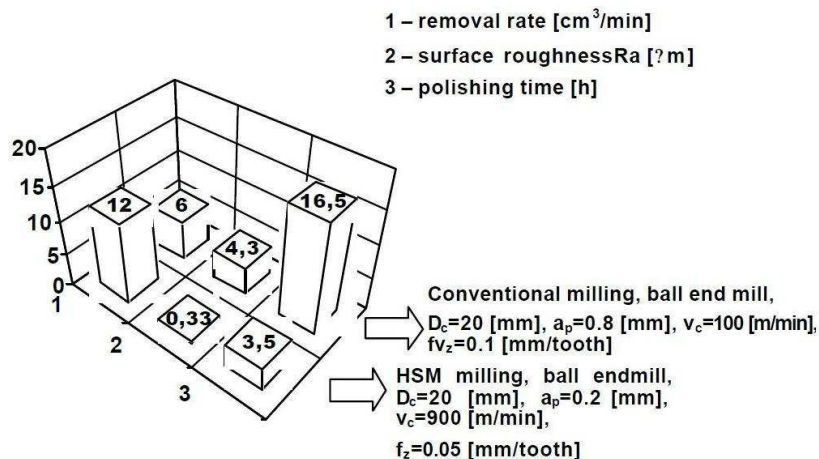 1 – removal rate [cm³/min]
2 – surface roughnessRa [?m]
3 – polishing time [h]
20
15
10
5
0
12
6
16,5
4,3
0,33
3,5
1
2
3
Conventional milling, ball end mill,
Dc=20 [mm], ap=0.8 [mm], vc=100 [m/min],
fvz=0.1 [mm/tooth]
HSM milling, ball endmill,
Dc=20 [mm], ap=0.2 [mm],
vc=900 [m/min],
fz=0.05 [mm/tooth]